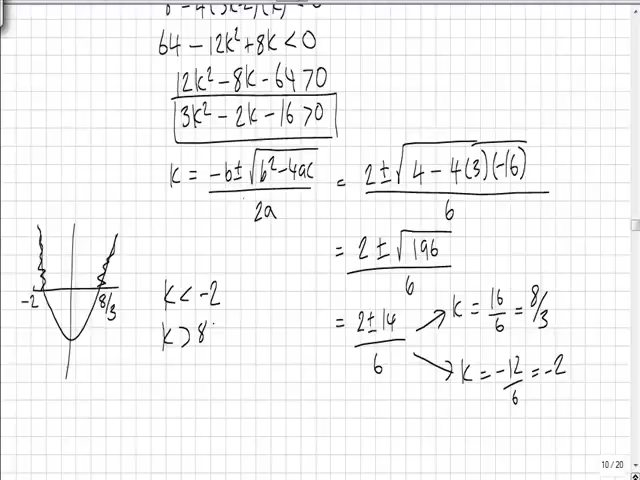 64 − 12k² + 8k < 0
12k² − 8k − 64 > 0
3k² − 2k − 16 > 0
k = (−b ± √(b² − 4ac)) / 2a = (2 ± √(4 − 4(3)(−16))) / 6
= (2 ± √196) / 6
= (2 ± 14) / 6
k = 16/6 = 8/3
k = −12/6 = −2
−2
8/3
k < −2
k > 8
10 / 20